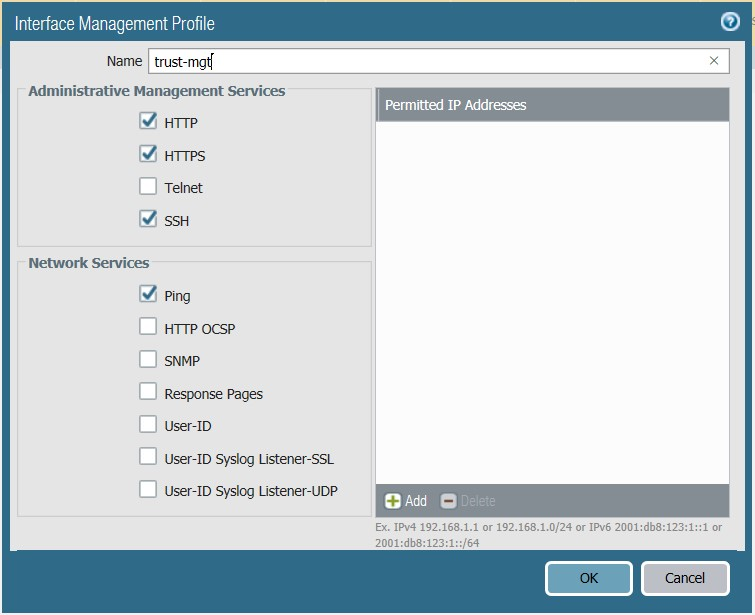 Interface Management Profile
Name trust-mgt
Administrative Management Services
HTTP
HTTPS
Telnet
SSH
Network Services
Ping
HTTP OCSP
SNMP
Response Pages
User-ID
User-ID Syslog Listener-SSL
User-ID Syslog Listener-UDP
Permitted IP Addresses
Add Delete
Ex. IPv4 192.168.1.1 or 192.168.1.0/24 or IPv6 2001:db8:123:1::1 or
2001:db8:123:1::/64
OK Cancel